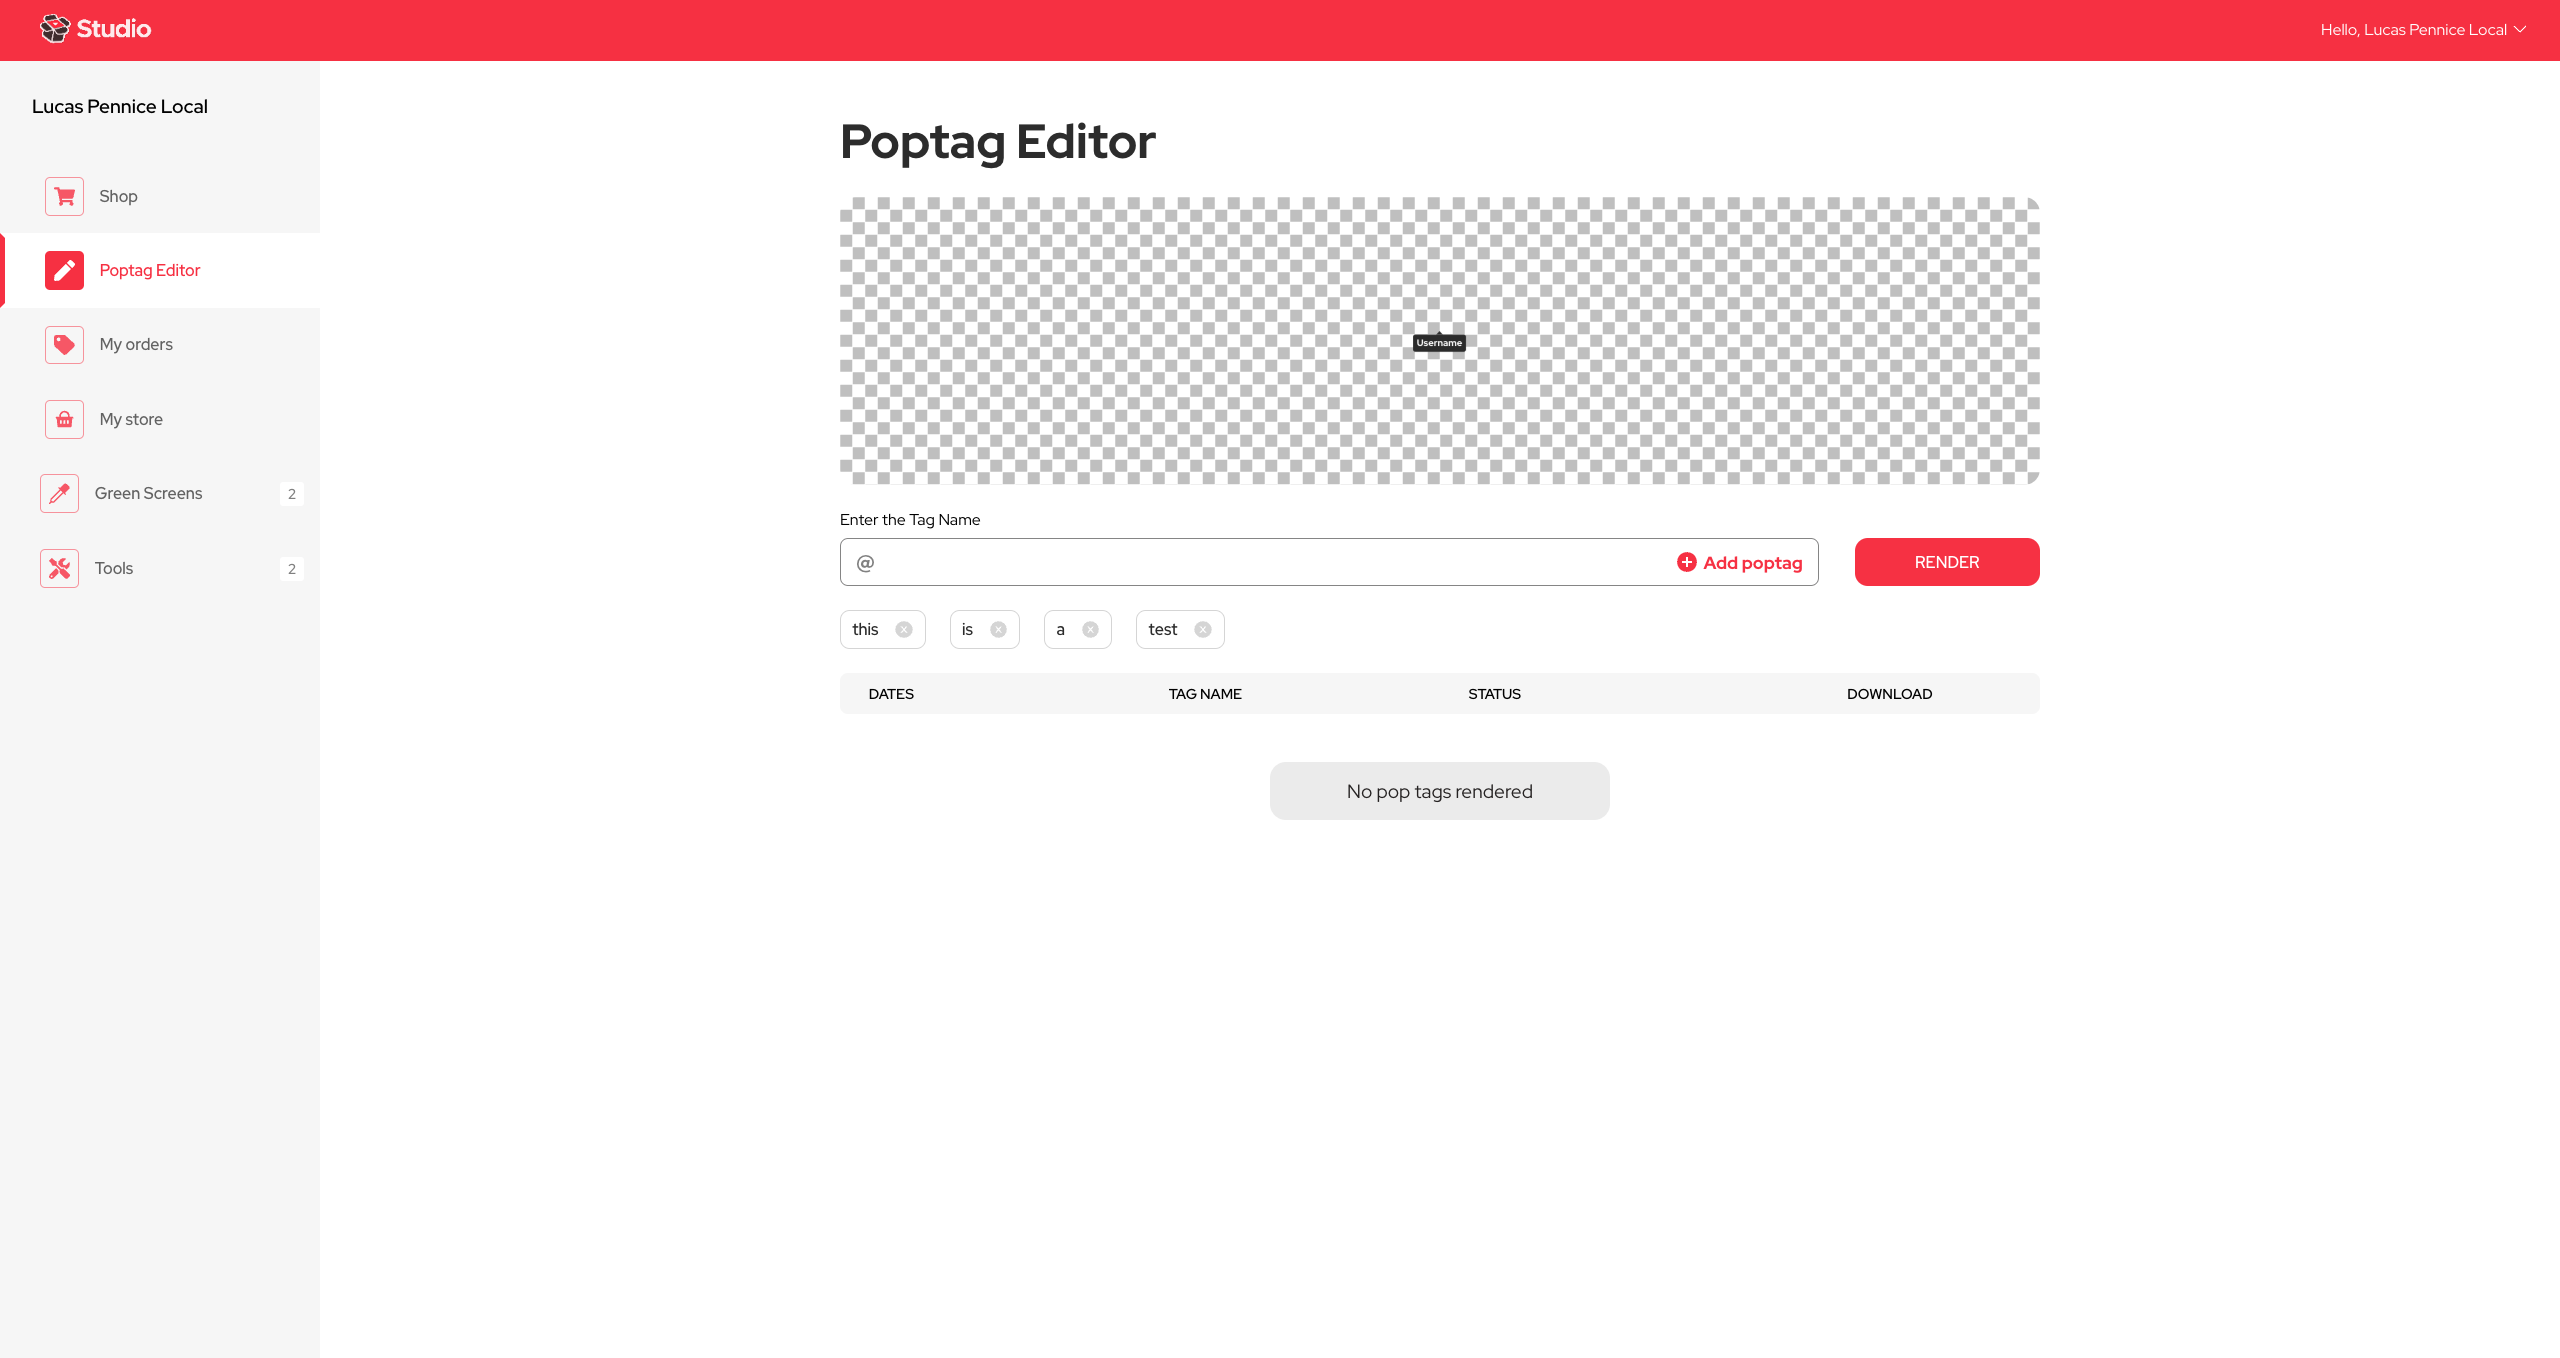 Studio
Hello, Lucas Pennice Local
Lucas Pennice Local
Shop
Poptag Editor
My orders
My store
Green Screens 2
Tools 2
Poptag Editor
Username
Enter the Tag Name
@ Add poptag RENDER
this is a test
DATES TAG NAME STATUS DOWNLOAD
No pop tags rendered